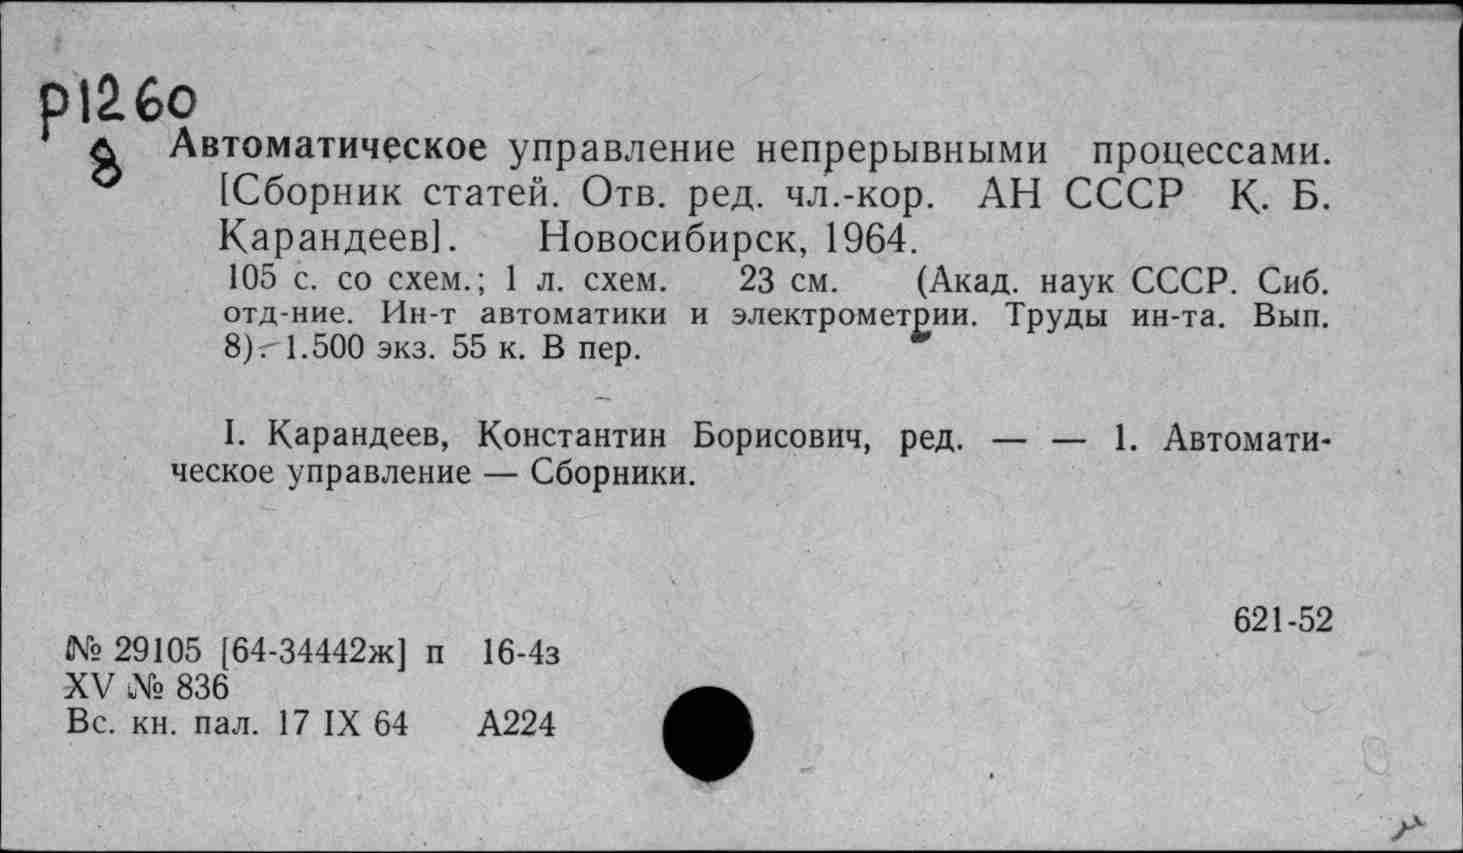 р1260
8
Автоматическое управление непрерывными процессами.
[Сборник статей. Отв. ред. чл.-кор. АН СССР К. Б.
Карандеев]. Новосибирск, 1964.
105 с. со схем.; 1 л. схем. 23 см. (Акад. наук СССР. Сиб.
отд-ние. Ин-т автоматики и электрометрии. Труды ин-та. Вып.
8). 1.500 экз. 55 к. В пер.
I. Карандеев, Константин Борисович, ред. — — 1. Автомати-
ческое управление — Сборники.
621-52
№ 29105 [64-34442ж] п 16-4з
XV № 836
Вс. кн. пал. 17 IX 64 А224